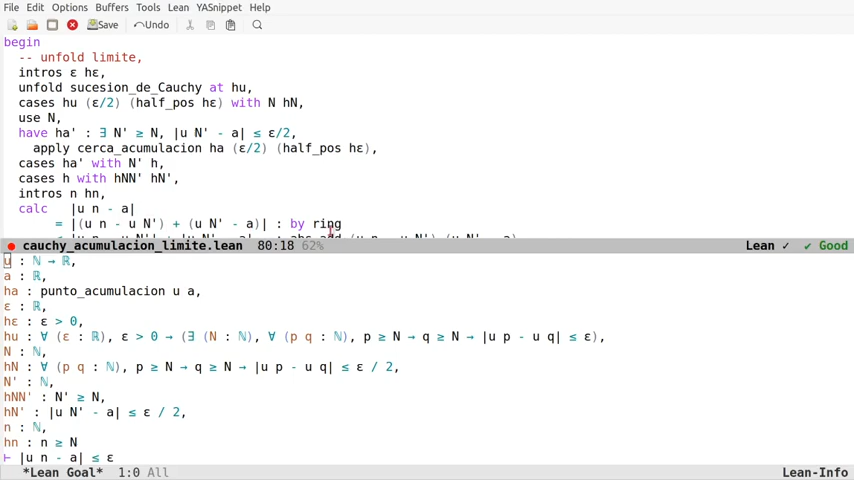 File Edit Options Buffers Tools Lean YASnippet Help
Save Undo
begin
-- unfold limite,
intros ε hε,
unfold sucesion_de_Cauchy at hu,
cases hu (ε/2) (half_pos hε) with N hN,
use N,
have ha' : ∃ N' ≥ N, |u N' - a| ≤ ε/2,
apply cerca_acumulacion ha (ε/2) (half_pos hε),
cases ha' with N' h,
cases h with hNN' hN',
intros n hn,
calc |u n - a|
= |(u n - u N') + (u N' - a)| : by ring
cauchy_acumulacion_limite.lean 80:18 62% Lean ✓ ✓ Good
u : ℕ → ℝ,
a : ℝ,
ha : punto_acumulacion u a,
ε : ℝ,
hε : ε > 0,
hu : ∀ (ε : ℝ), ε > 0 → (∃ (N : ℕ), ∀ (p q : ℕ), p ≥ N → q ≥ N → |u p - u q| ≤ ε),
N : ℕ,
hN : ∀ (p q : ℕ), p ≥ N → q ≥ N → |u p - u q| ≤ ε / 2,
N' : ℕ,
hNN' : N' ≥ N,
hN' : |u N' - a| ≤ ε / 2,
n : ℕ,
hn : n ≥ N
⊢ |u n - a| ≤ ε
*Lean Goal* 1:0 All Lean-Info